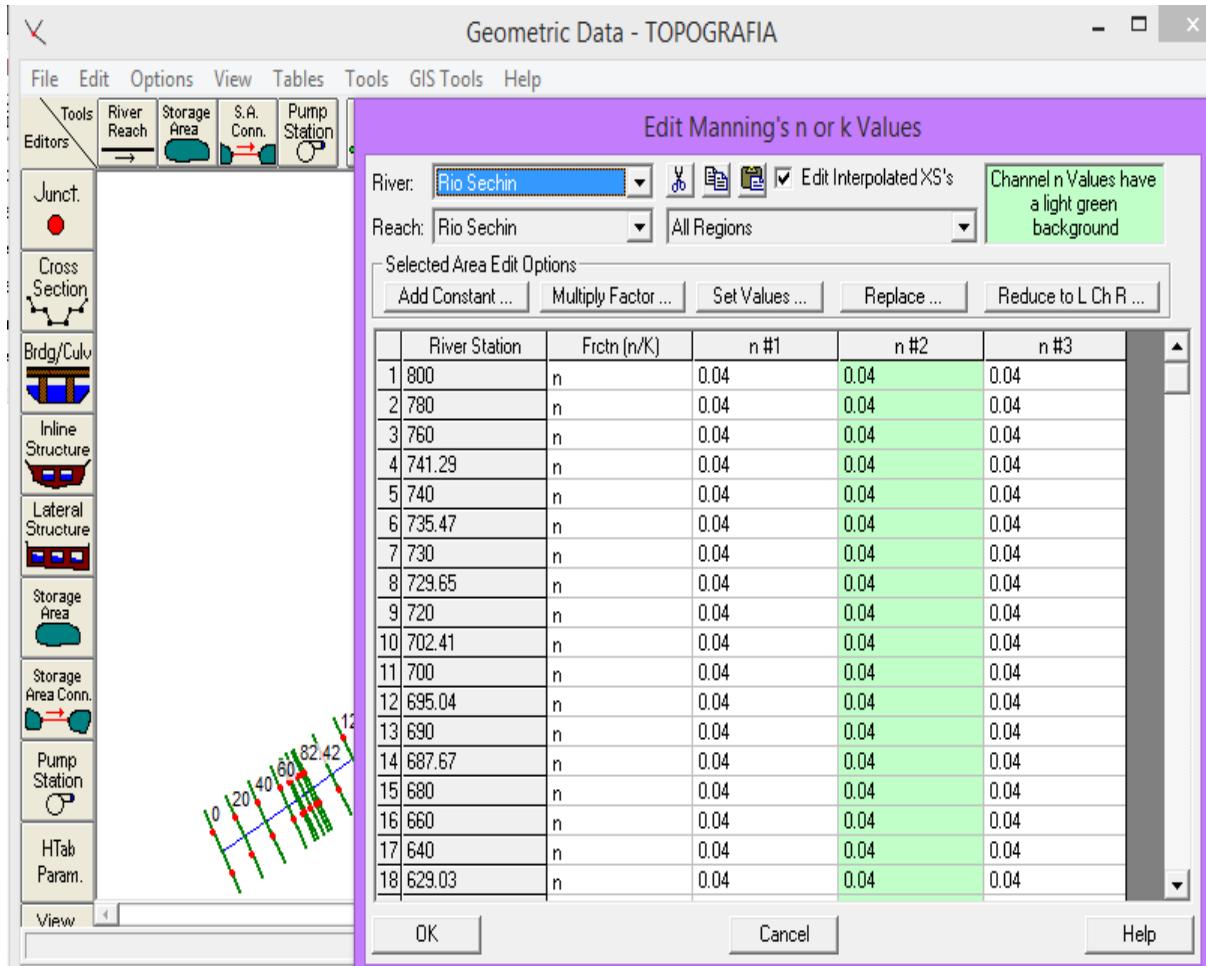 Geometric Data - TOPOGRAFIA
File Edit Options View Tables Tools GIS Tools Help
Tools
Editors
River Reach
Storage Area
S.A. Conn.
Pump Station
Junct.
Cross Section
Brdg/Culv
Inline Structure
Lateral Structure
Storage Area
Storage Area Conn.
Pump Station
HTab Param.
View
0
20
40
60
82.42
12
Edit Manning's n or k Values
River: Rio Sechin
Edit Interpolated XS's
Channel n Values have
a light green
background
Reach: Rio Sechin
All Regions
Selected Area Edit Options
Add Constant ... Multiply Factor ... Set Values ... Replace ... Reduce to L Ch R ...
River Station Frctn (n/K) n #1 n #2 n #3
1 800 n 0.04 0.04 0.04
2 780 n 0.04 0.04 0.04
3 760 n 0.04 0.04 0.04
4 741.29 n 0.04 0.04 0.04
5 740 n 0.04 0.04 0.04
6 735.47 n 0.04 0.04 0.04
7 730 n 0.04 0.04 0.04
8 729.65 n 0.04 0.04 0.04
9 720 n 0.04 0.04 0.04
10 702.41 n 0.04 0.04 0.04
11 700 n 0.04 0.04 0.04
12 695.04 n 0.04 0.04 0.04
13 690 n 0.04 0.04 0.04
14 687.67 n 0.04 0.04 0.04
15 680 n 0.04 0.04 0.04
16 660 n 0.04 0.04 0.04
17 640 n 0.04 0.04 0.04
18 629.03 n 0.04 0.04 0.04
OK Cancel Help